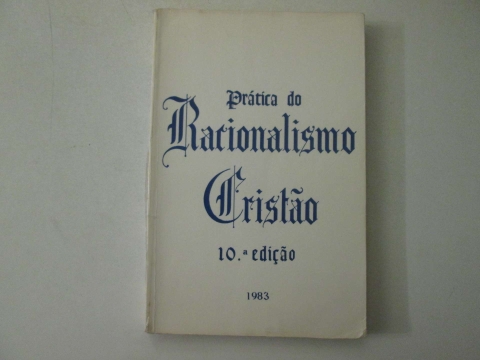 Prática do
Racionalismo
Cristão
10.ª edição
1983